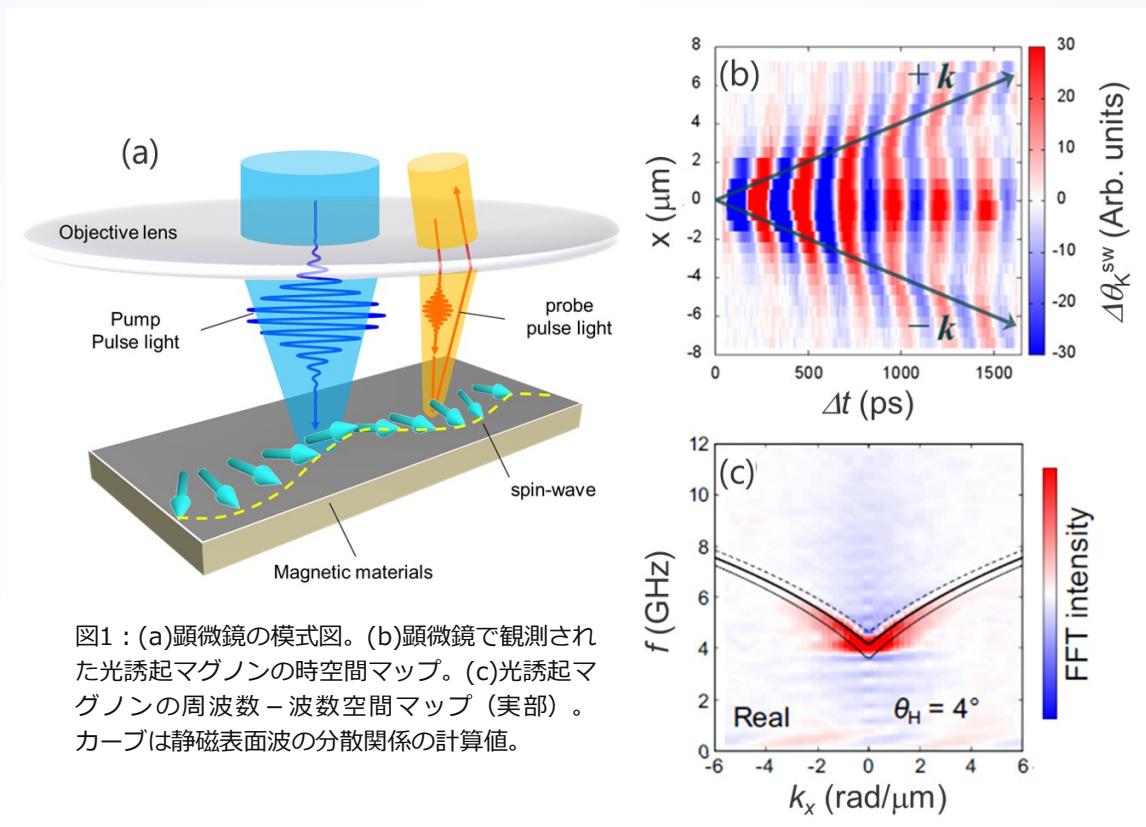 (a)
Objective lens
Pump
Pulse light
probe
pulse light
spin-wave
Magnetic materials
図1：(a)顕微鏡の模式図。(b)顕微鏡で観測され
た光誘起マグノンの時空間マップ。(c)光誘起マ
グノンの周波数－波数空間マップ（実部）。
カーブは静磁表面波の分散関係の計算値。
(b)
+k
−k
x (μm)
8
6
4
2
0
-2
-4
-6
-8
0
500
1000
1500
Δt (ps)
30
20
10
0
-10
-20
-30
Δθ_K^sw (Arb. units)
(c)
f (GHz)
12
10
8
6
4
2
0
Real
θ_H = 4°
-6
-4
-2
0
2
4
6
k_x (rad/μm)
FFT intensity